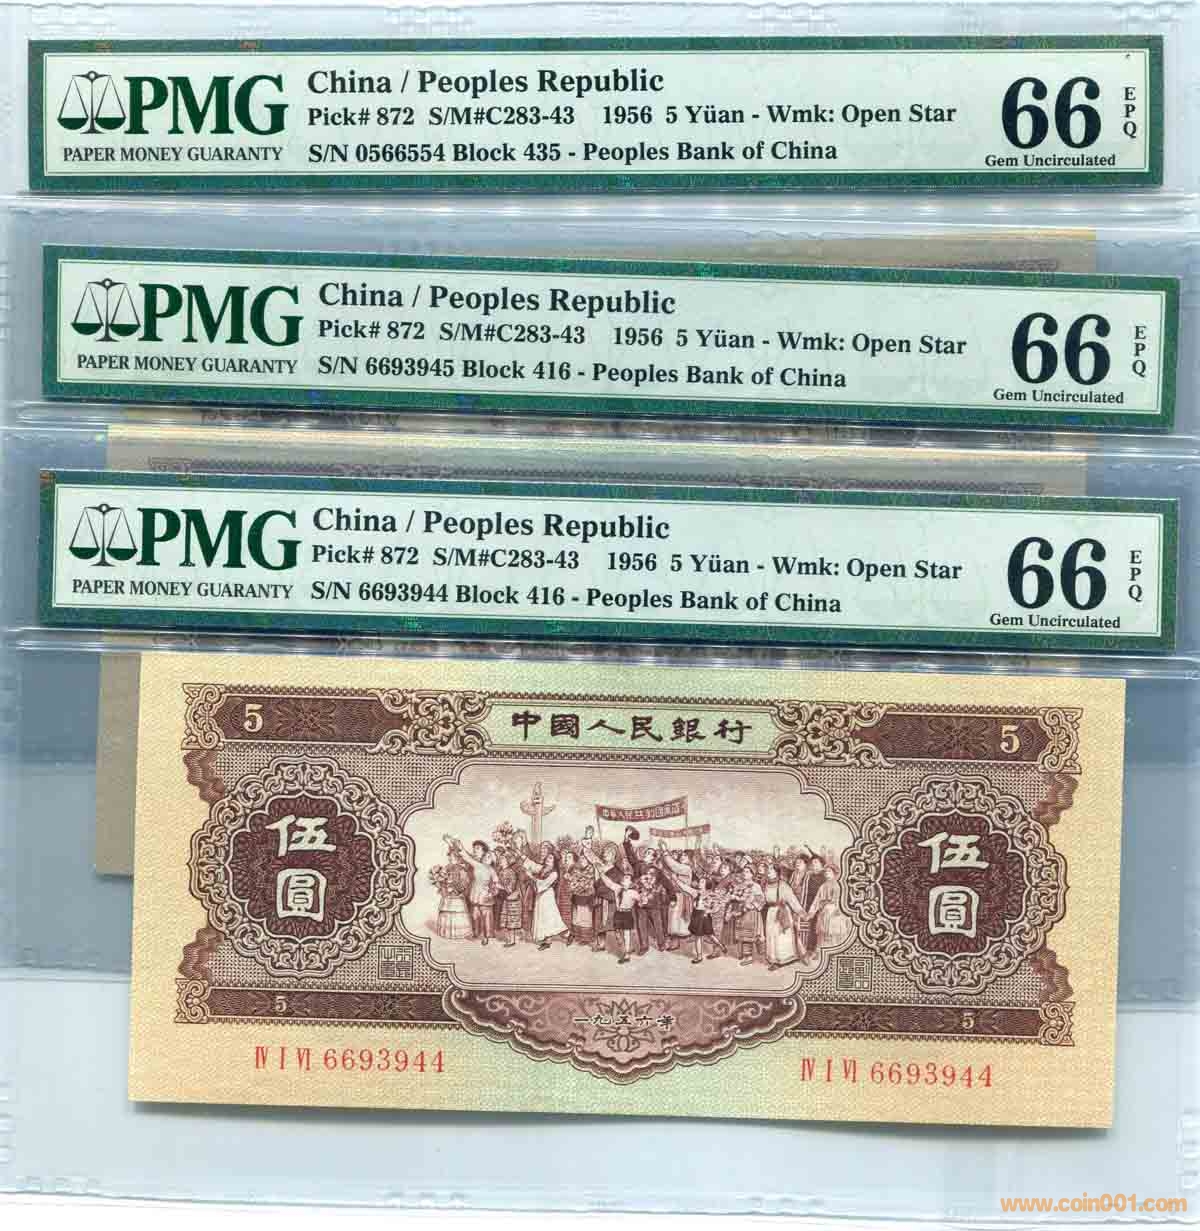 PMG
PAPER MONEY GUARANTY
China / Peoples Republic
Pick# 872 S/M#C283-43 1956 5 Yüan - Wmk: Open Star
S/N 0566554 Block 435 - Peoples Bank of China
66
EPQ
Gem Uncirculated
PMG
PAPER MONEY GUARANTY
China / Peoples Republic
Pick# 872 S/M#C283-43 1956 5 Yüan - Wmk: Open Star
S/N 6693945 Block 416 - Peoples Bank of China
66
EPQ
Gem Uncirculated
PMG
PAPER MONEY GUARANTY
China / Peoples Republic
Pick# 872 S/M#C283-43 1956 5 Yüan - Wmk: Open Star
S/N 6693944 Block 416 - Peoples Bank of China
66
EPQ
Gem Uncirculated
5 中國人民銀行 5
伍圓
伍圓
5 一九五六年 5
Ⅳ Ⅰ Ⅵ 6693944
Ⅳ Ⅰ Ⅵ 6693944
www.coin001.com